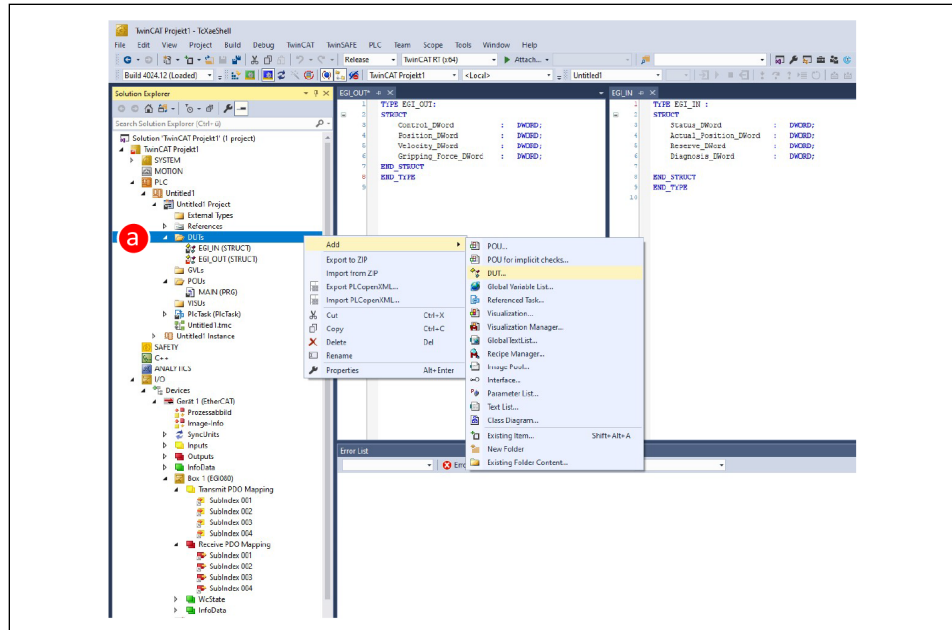 TwinCAT Projekt1 - TcXaeShell
File Edit View Project Build Debug TwinCAT TwinSAFE PLC Team Scope Tools Window Help
Release TwinCAT RT (x64) Attach...
Build 4024.12 (Loaded) TwinCAT Projekt1 <Local> Untitled1
Solution Explorer
Search Solution Explorer (Ctrl+ü)
Solution 'TwinCAT Projekt1' (1 project)
TwinCAT Projekt1
SYSTEM
MOTION
PLC
Untitled1
Untitled1 Project
External Types
References
a
DUTs
EGI_IN (STRUCT)
EGI_OUT (STRUCT)
GVLs
POUs
MAIN (PRG)
VISUs
PlcTask (PlcTask)
Untitled1.tmc
Untitled1 Instance
SAFETY
C++
ANALYTICS
I/O
Devices
Gerät 1 (EtherCAT)
Prozessabbild
Image-Info
SyncUnits
Inputs
Outputs
InfoData
Box 1 (EGI080)
Transmit PDO Mapping
SubIndex 001
SubIndex 002
SubIndex 003
SubIndex 004
Receive PDO Mapping
SubIndex 001
SubIndex 002
SubIndex 003
SubIndex 004
WcState
InfoData
EGI_OUT*
1 TYPE EGI_OUT:
2 STRUCT
3 Control_DWord : DWORD;
4 Position_DWord : DWORD;
5 Velocity_DWord : DWORD;
6 Gripping_Force_DWord : DWORD;
7 END_STRUCT
8 END_TYPE
9
EGI_IN
1 TYPE EGI_IN :
2 STRUCT
3 Status_DWord : DWORD;
4 Actual_Position_DWord : DWORD;
5 Reserve_DWord : DWORD;
6 Diagnosis_DWord : DWORD;
7
8 END_STRUCT
9 END_TYPE
10
Add
Export to ZIP
Import from ZIP
Export PLCopenXML...
Import PLCopenXML...
Cut Ctrl+X
Copy Ctrl+C
Delete Del
Rename
Properties Alt+Enter
POU...
POU for implicit checks...
DUT...
Global Variable List...
Referenced Task...
Visualization...
Visualization Manager...
GlobalTextList...
Recipe Manager...
Image Pool...
Interface...
Parameter List...
Text List...
Class Diagram...
Existing Item... Shift+Alt+A
New Folder
Existing Folder Content...
Error List